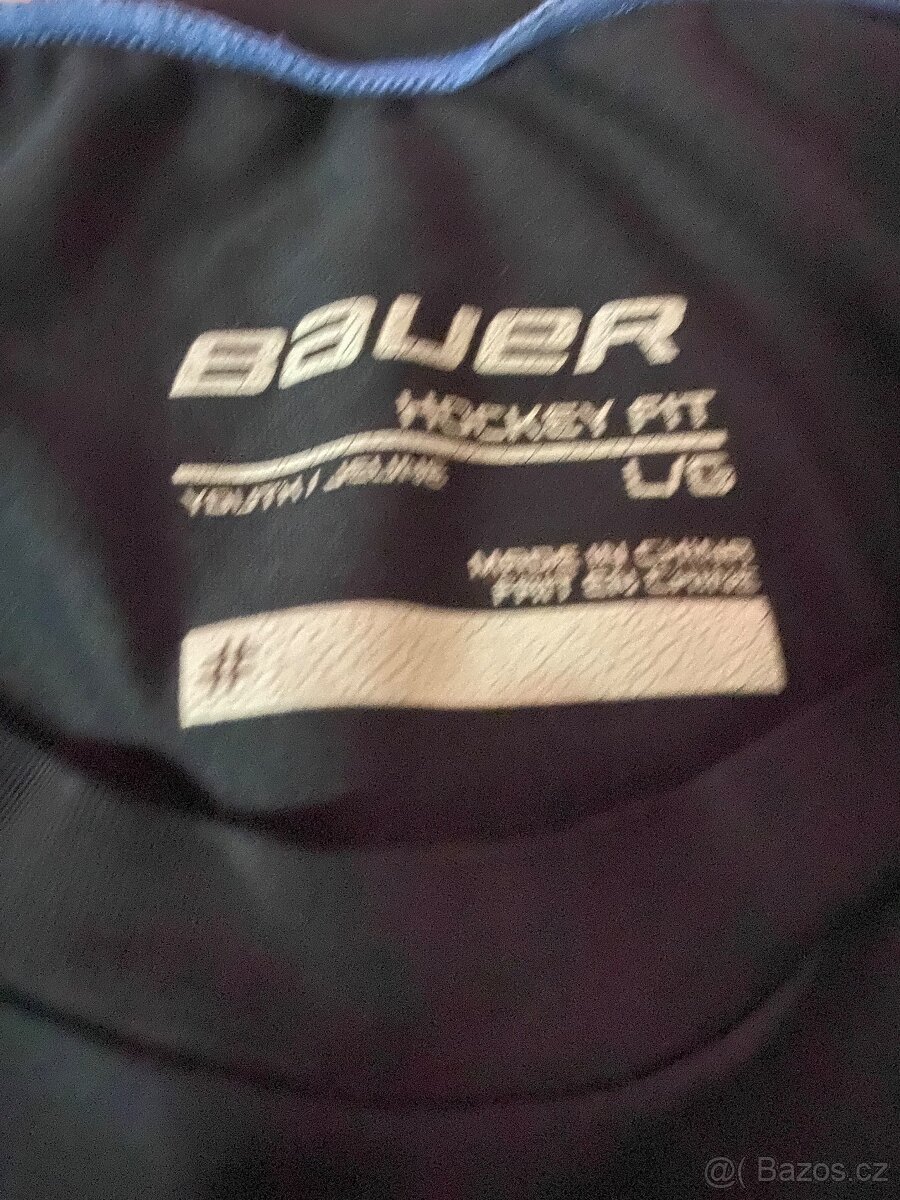 BAUER
HOCKEY FIT
YOUTH / JEUNE L/G
MADE IN CHINA
FAIT EN CHINE
#
@( Bazos.cz